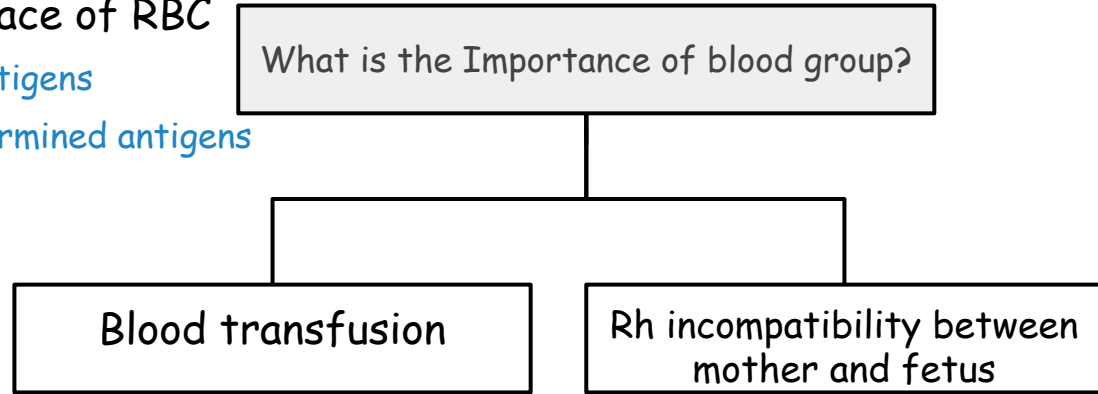 ace of RBC
tigens
rmined antigens
What is the Importance of blood group?
Blood transfusion
Rh incompatibility between
mother and fetus